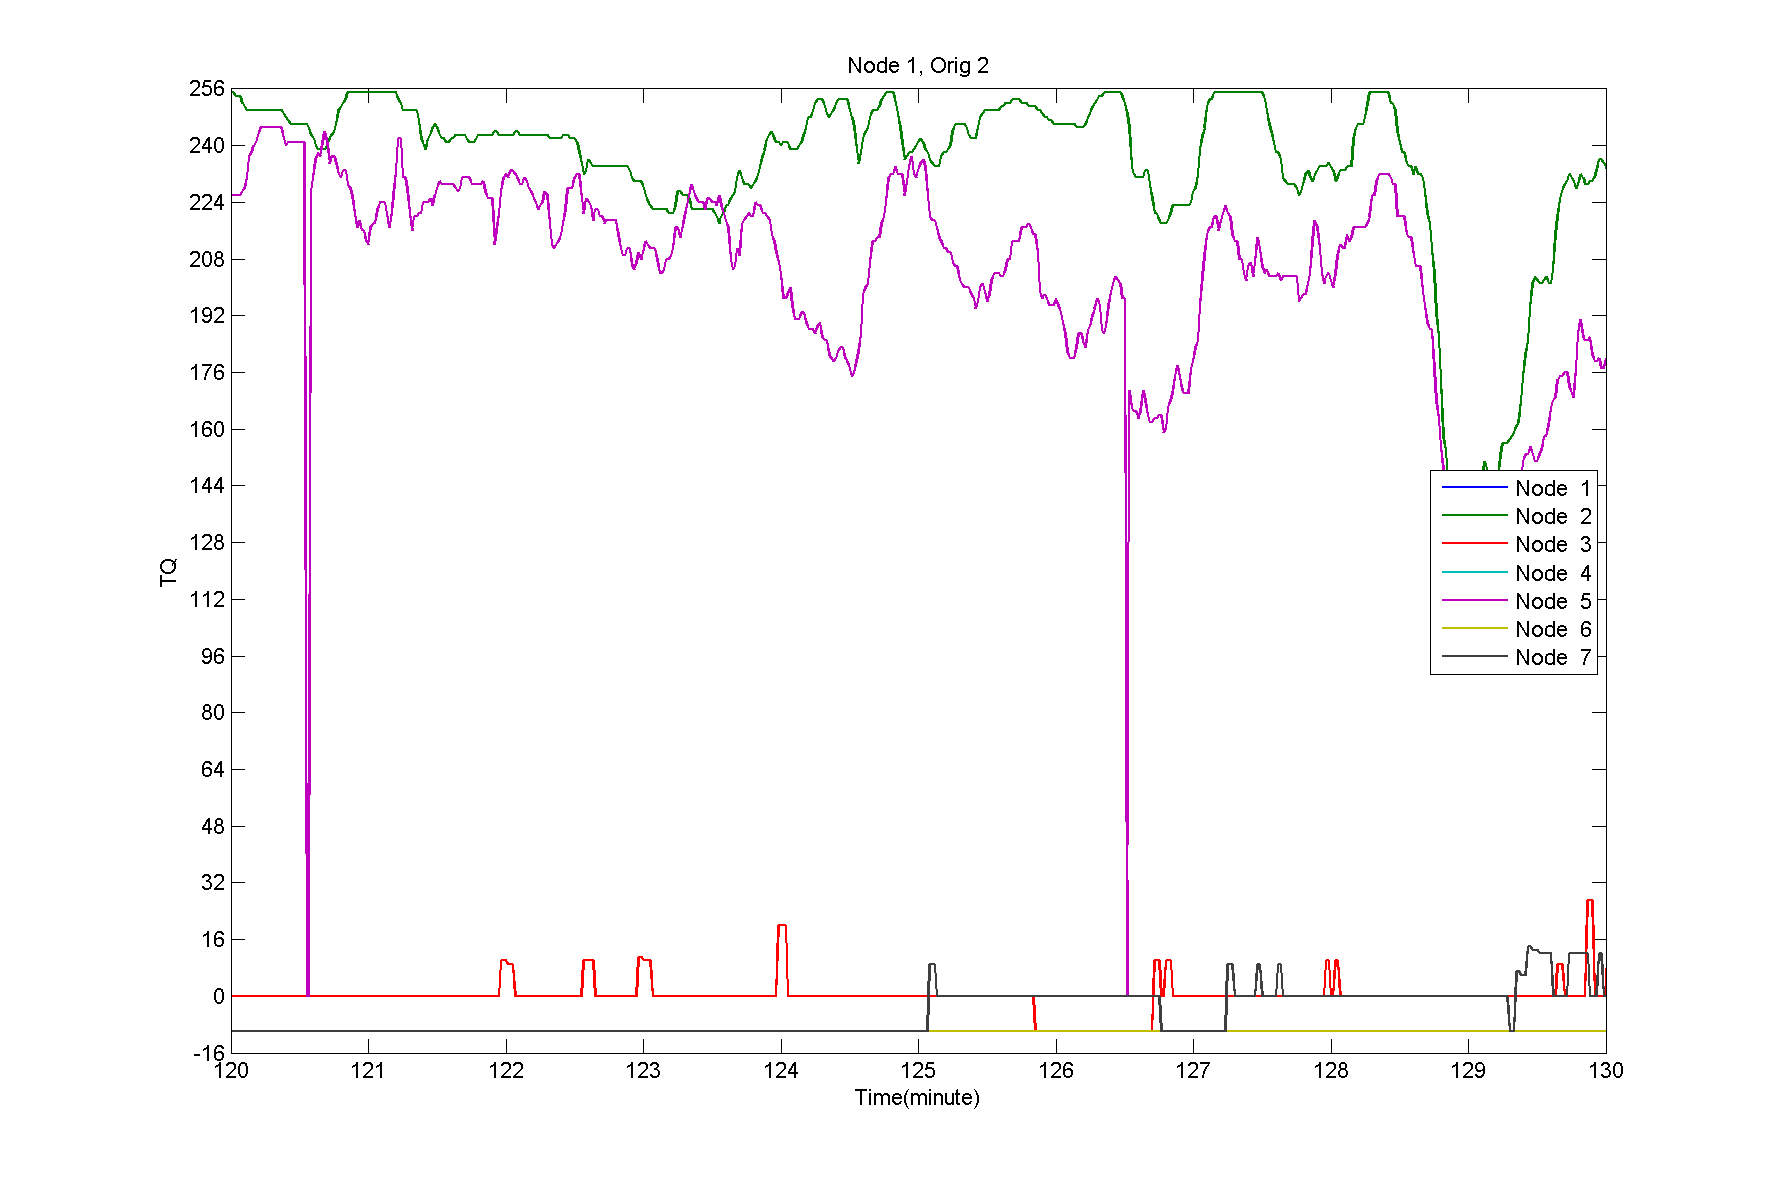 Node 1, Orig 2
256
240
224
208
192
176
160
144
128
112
96
80
64
48
32
16
0
-16
TQ
Node 1
Node 2
Node 3
Node 4
Node 5
Node 6
Node 7
120 121 122 123 124 125 126 127 128 129 130
Time(minute)